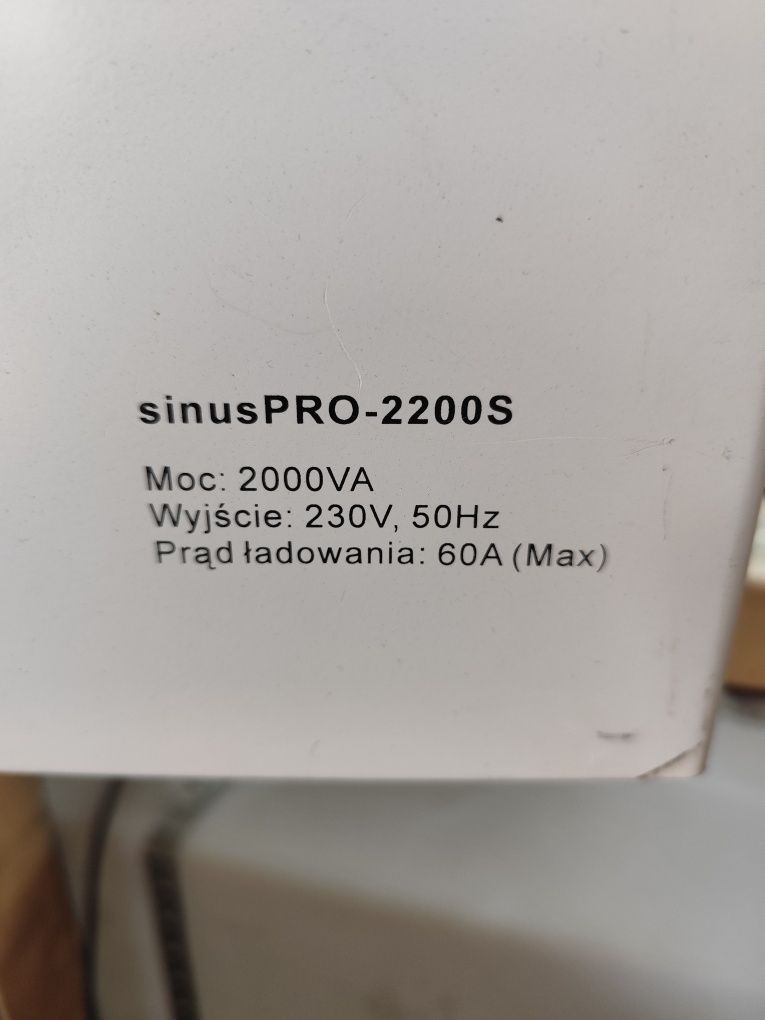 sinusPRO-2200S
Moc: 2000VA
Wyjście: 230V, 50Hz
Prąd ładowania: 60A (Max)